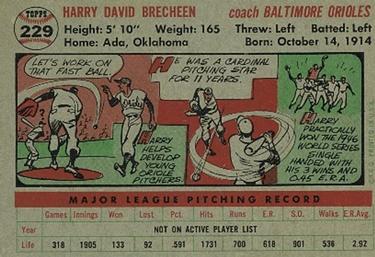 TOPPS
229
HARRY DAVID BRECHEEN
coach BALTIMORE ORIOLES
Height: 5' 10" Weight: 165
Threw: Left Batted: Left
Home: Ada, Oklahoma
Born: October 14, 1914
LET'S WORK ON
THAT FAST BALL.
HARRY
HELPS
DEVELOP
YOUNG
ORIOLE
PITCHERS.
HE WAS A CARDINAL
PITCHING STAR
FOR 11 YEARS.
HARRY
PRACTICALLY
WON THE 1946
WORLD SERIES
SINGLE
HANDED WITH
HIS 3 WINS AND
0.45 E.R.A.
MAJOR LEAGUE PITCHING RECORD
Games Innings Won Lost Pct. S.O. Runs E.R. S.O. Walks E.R.Avg.
Year NOT ON ACTIVE PLAYER LIST
Life 318 1905 133 92 .591 1731 700 618 901 536 2.92